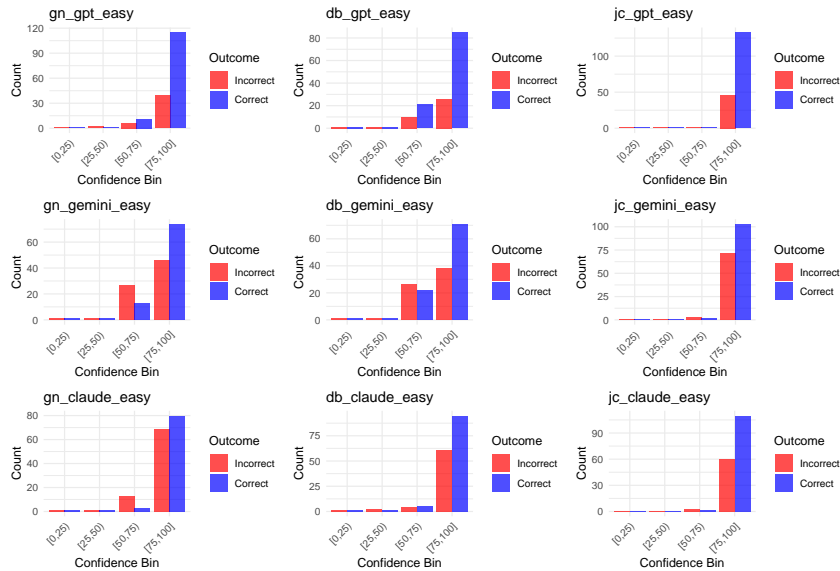 gn_gpt_easy
120
90
60
30
0
Count
[0,25)
[25,50)
[50,75)
[75,100]
Confidence Bin
Outcome
Incorrect
Correct
db_gpt_easy
80
60
40
20
0
Count
[0,25)
[25,50)
[50,75)
[75,100]
Confidence Bin
Outcome
Incorrect
Correct
jc_gpt_easy
100
50
0
Count
[0,25)
[25,50)
[50,75)
[75,100]
Confidence Bin
Outcome
Incorrect
Correct
gn_gemini_easy
60
40
20
0
Count
[0,25)
[25,50)
[50,75)
[75,100]
Confidence Bin
Outcome
Incorrect
Correct
db_gemini_easy
60
40
20
0
Count
[0,25)
[25,50)
[50,75)
[75,100]
Confidence Bin
Outcome
Incorrect
Correct
jc_gemini_easy
100
75
50
25
0
Count
[0,25)
[25,50)
[50,75)
[75,100]
Confidence Bin
Outcome
Incorrect
Correct
gn_claude_easy
80
60
40
20
0
Count
[0,25)
[25,50)
[50,75)
[75,100]
Confidence Bin
Outcome
Incorrect
Correct
db_claude_easy
75
50
25
0
Count
[0,25)
[25,50)
[50,75)
[75,100]
Confidence Bin
Outcome
Incorrect
Correct
jc_claude_easy
90
60
30
0
Count
[0,25)
[25,50)
[50,75)
[75,100]
Confidence Bin
Outcome
Incorrect
Correct